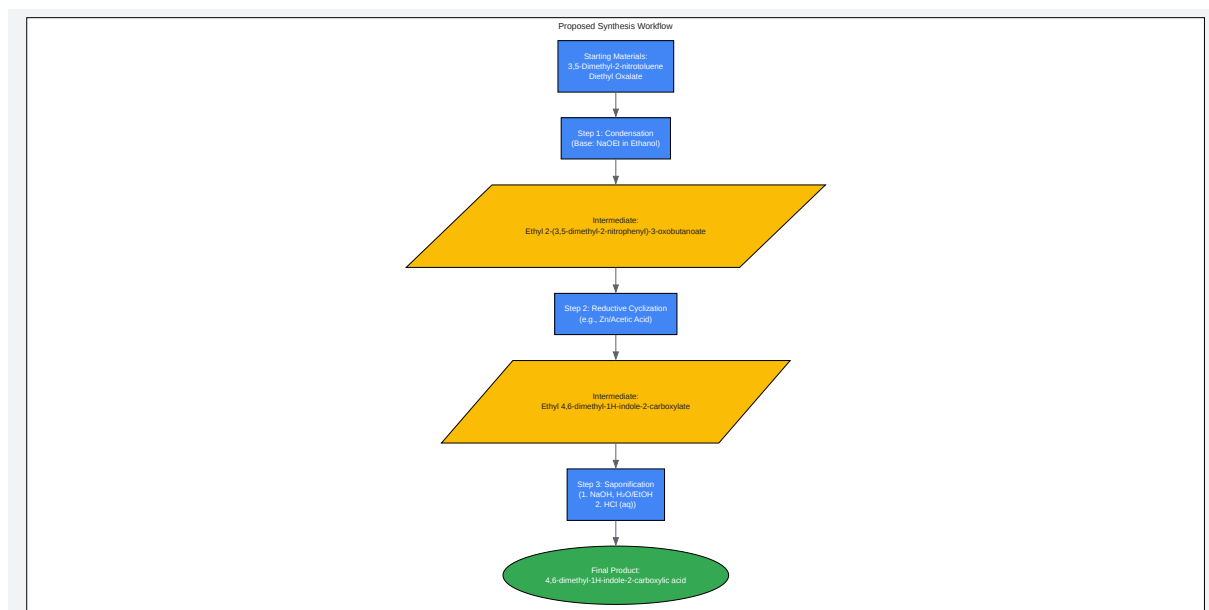 Proposed Synthesis Workflow
Starting Materials:
3,5-Dimethyl-2-nitrotoluene
Diethyl Oxalate
Step 1: Condensation
(Base: NaOEt in Ethanol)
Intermediate:
Ethyl 2-(3,5-dimethyl-2-nitrophenyl)-3-oxobutanoate
Step 2: Reductive Cyclization
(e.g., Zn/Acetic Acid)
Intermediate:
Ethyl 4,6-dimethyl-1H-indole-2-carboxylate
Step 3: Saponification
(1. NaOH, H₂O/EtOH
2. HCl (aq))
Final Product:
4,6-dimethyl-1H-indole-2-carboxylic acid